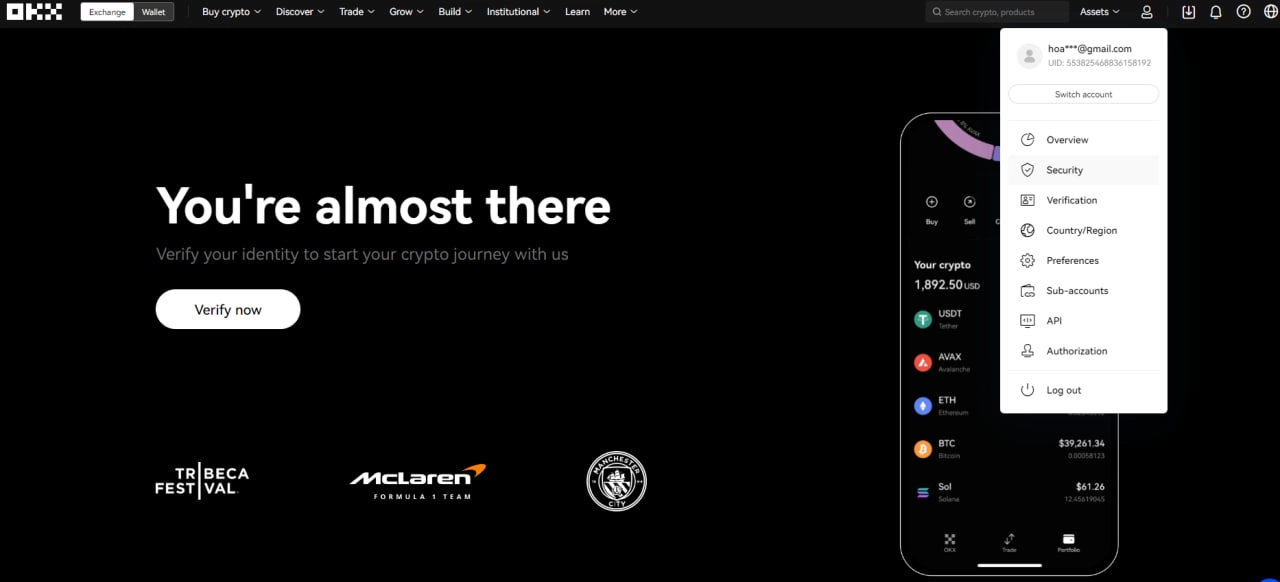 OKX
Exchange Wallet Buy crypto Discover Trade Grow Build Institutional Learn More Search crypto, products Assets
hoa***@gmail.com
UID: 553825468836158192
Switch account
Overview
Security
Verification
Country/Region
Preferences
Sub-accounts
API
Authorization
Log out
You're almost there
Verify your identity to start your crypto journey with us
Verify now
TRIBECA
FESTIVAL
McLaren
FORMULA 1 TEAM
MANCHESTER
CITY
AVAX
Buy Sell
Your crypto
1,892.50 USD
USDT
Tether
AVAX
Avalanche
ETH
Ethereum
BTC $39,261.34
Bitcoin 0.00058123
Sol $61.26
Solana 12.45619045
OKX Trade Portfolio